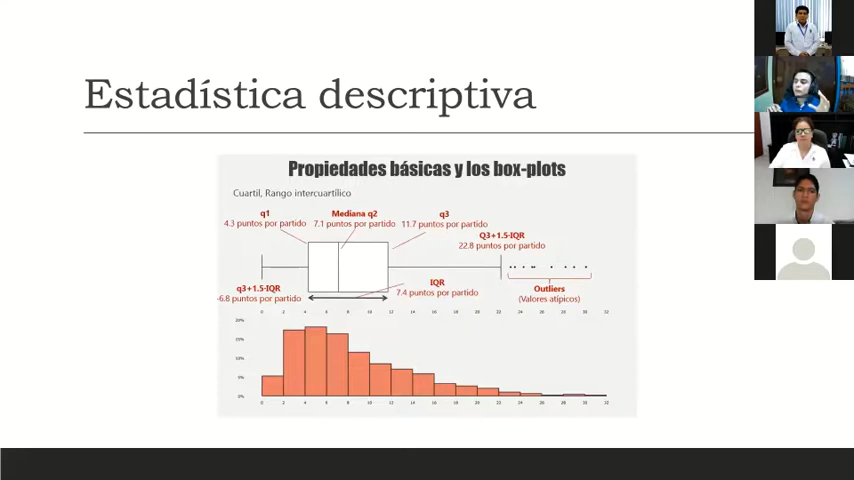 Estadística descriptiva
Propiedades básicas y los box-plots
Cuartil, Rango intercuartílico
q1
4.3 puntos por partido
Mediana q2
7.1 puntos por partido
q3
11.7 puntos por partido
Q3+1.5·IQR
22.8 puntos por partido
q3+1.5·IQR
-6.8 puntos por partido
IQR
7.4 puntos por partido
Outliers
(Valores atípicos)
0 2 4 6 8 10 12 14 16 18 20 22 24 26 28 30 32
20%
15%
10%
5%
0%
0 2 4 6 8 10 12 14 16 18 20 22 24 26 28 30 32